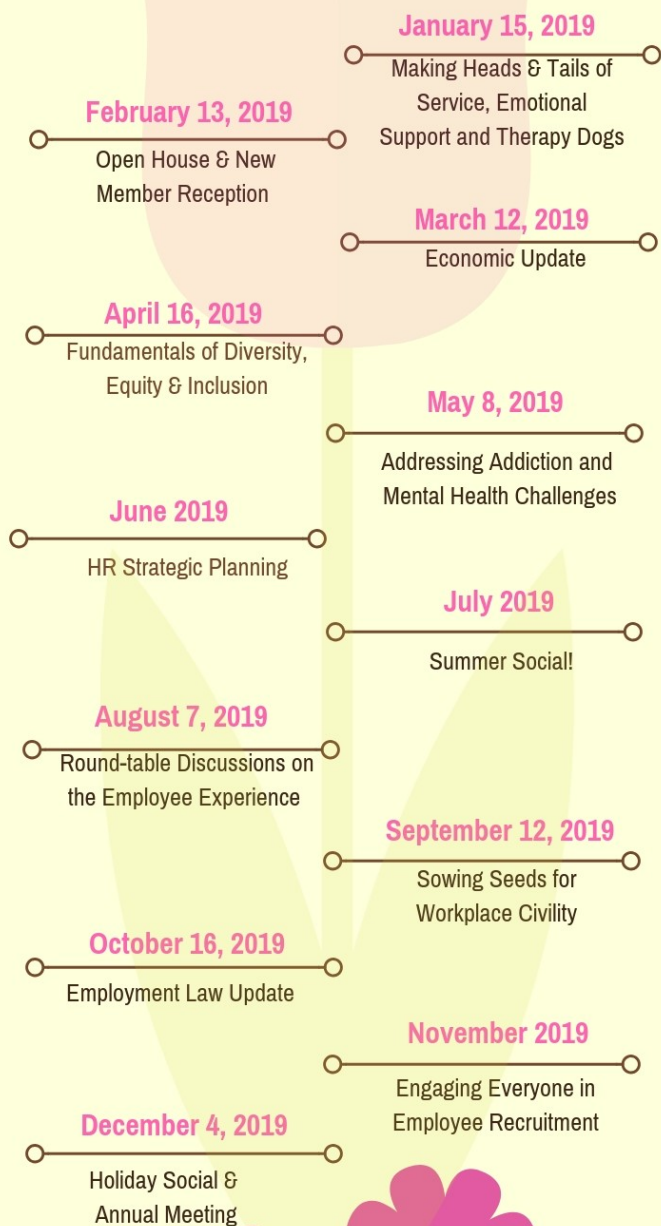 January 15, 2019
Making Heads & Tails of
Service, Emotional
Support and Therapy Dogs
February 13, 2019
Open House & New
Member Reception
March 12, 2019
Economic Update
April 16, 2019
Fundamentals of Diversity,
Equity & Inclusion
May 8, 2019
Addressing Addiction and
Mental Health Challenges
June 2019
HR Strategic Planning
July 2019
Summer Social!
August 7, 2019
Round-table Discussions on
the Employee Experience
September 12, 2019
Sowing Seeds for
Workplace Civility
October 16, 2019
Employment Law Update
November 2019
Engaging Everyone in
Employee Recruitment
December 4, 2019
Holiday Social &
Annual Meeting